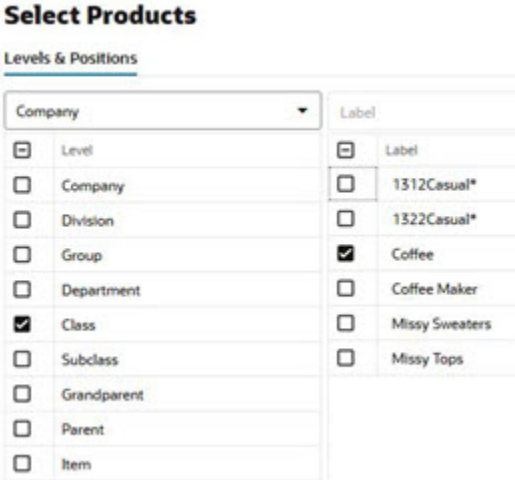 Select Products
Levels & Positions
Company
Label
Level
Label
Company
1312Casual*
Division
1322Casual*
Group
Coffee
Department
Coffee Maker
Class
Missy Sweaters
Subclass
Missy Tops
Grandparent
Parent
Item